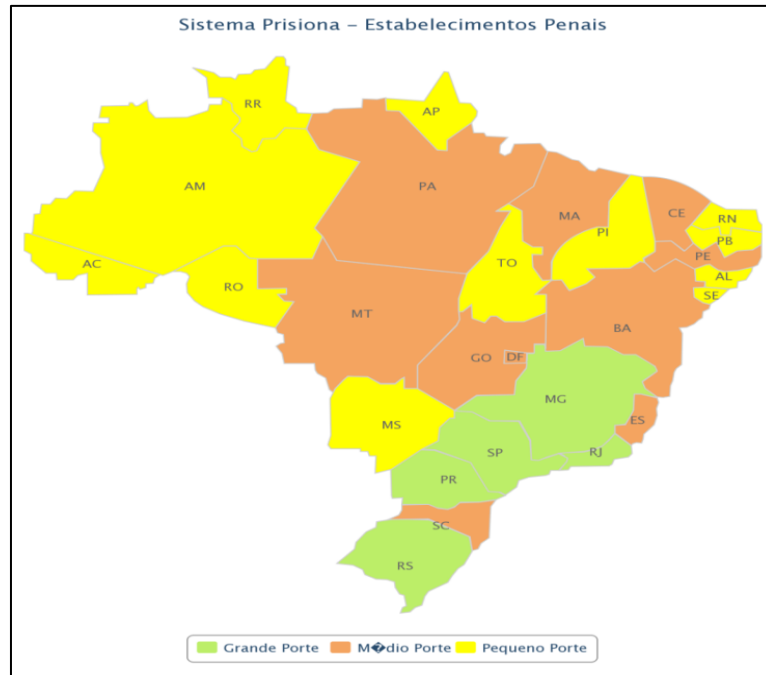 Sistema Prisiona – Estabelecimentos Penais
RR
AP
AM
PA
MA
CE
RN
PI
PB
PE
AC
TO
AL
RO
SE
MT
BA
GO
DF
MG
MS
ES
SP
RJ
PR
SC
RS
Grande Porte
M�dio Porte
Pequeno Porte